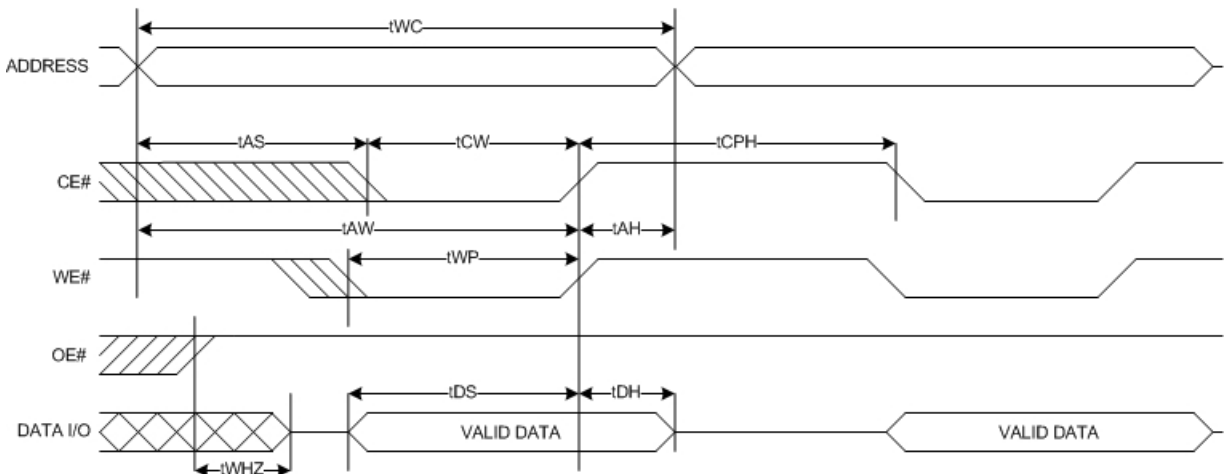 tWC
ADDRESS
tAS tCW tCPH
CE#
tAW tAH
tWP
WE#
OE#
tDS tDH
DATA I/O VALID DATA VALID DATA
tWHZ